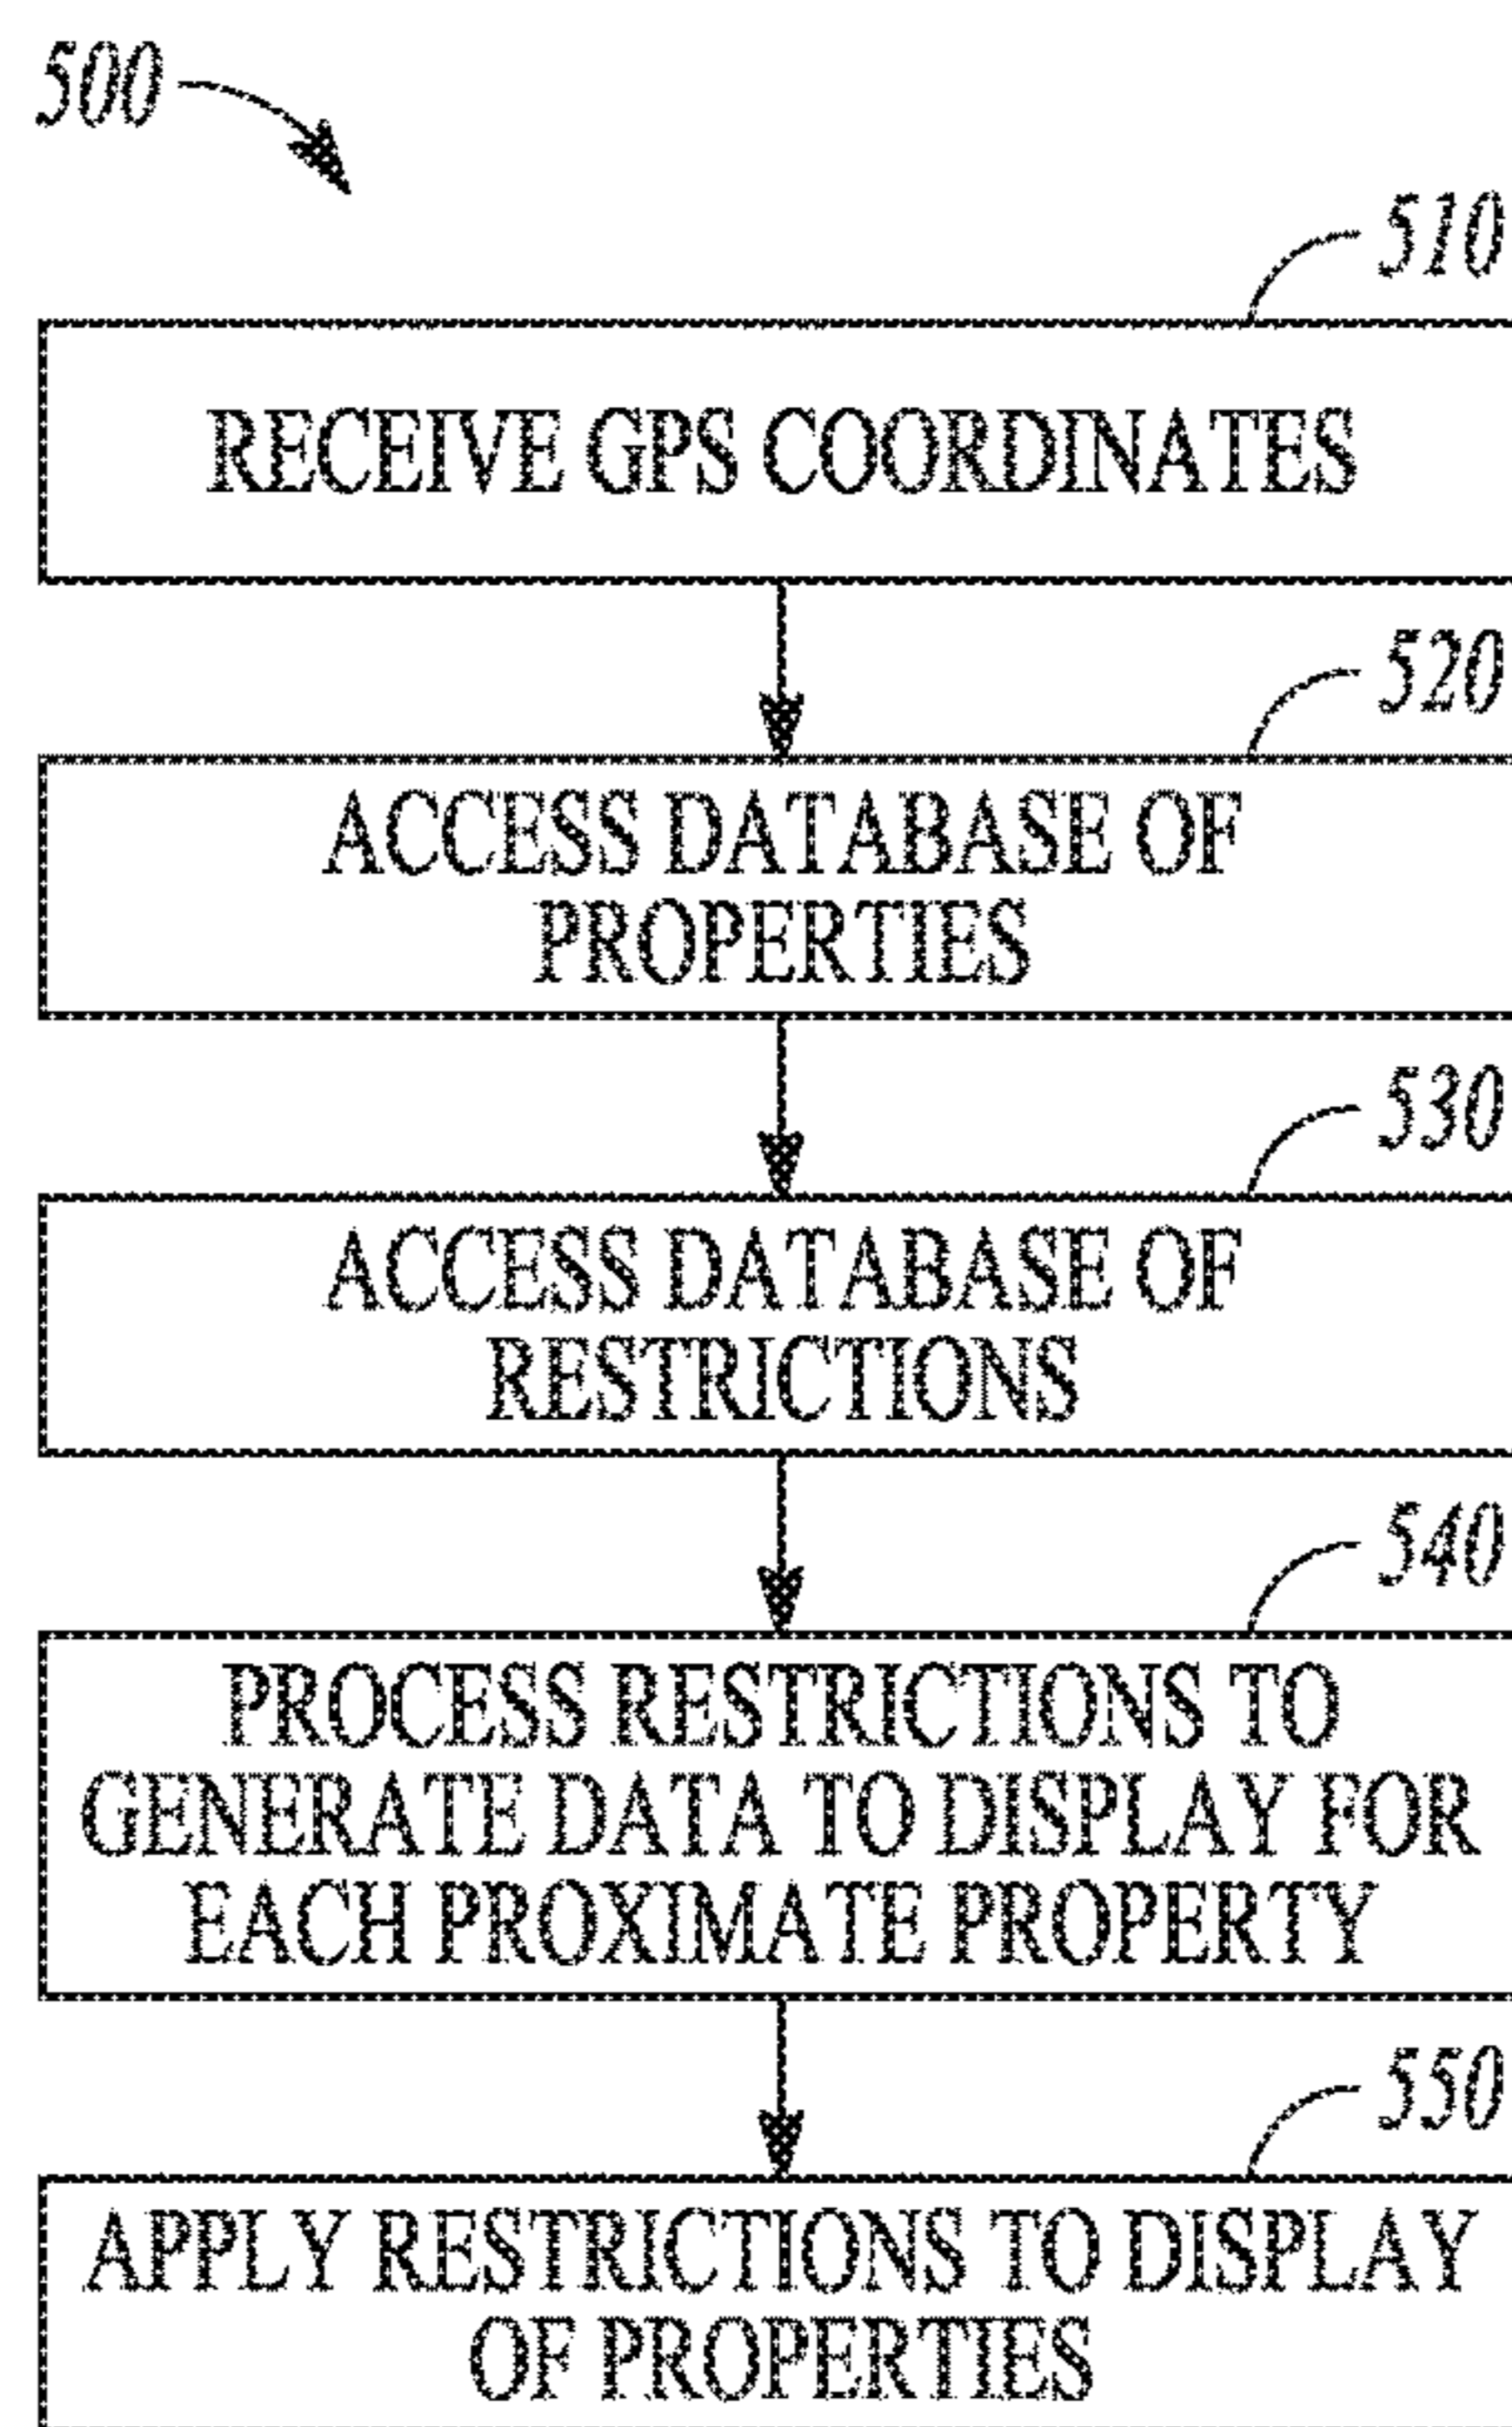 500
510
RECEIVE GPS COORDINATES
520
ACCESS DATABASE OF
PROPERTIES
530
ACCESS DATABASE OF
RESTRICTIONS
540
PROCESS RESTRICTIONS TO
GENERATE DATA TO DISPLAY FOR
EACH PROXIMATE PROPERTY
550
APPLY RESTRICTIONS TO DISPLAY
OF PROPERTIES